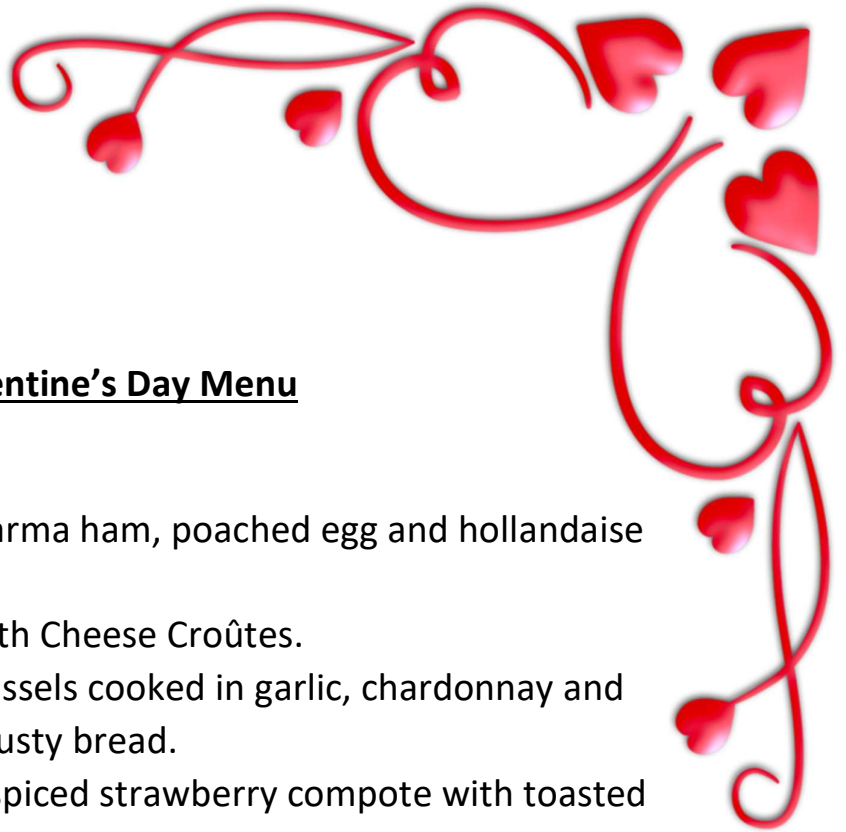 entine's Day Menu
arma ham, poached egg and hollandaise
th Cheese Croûtes.
ssels cooked in garlic, chardonnay and
usty bread.
spiced strawberry compote with toasted